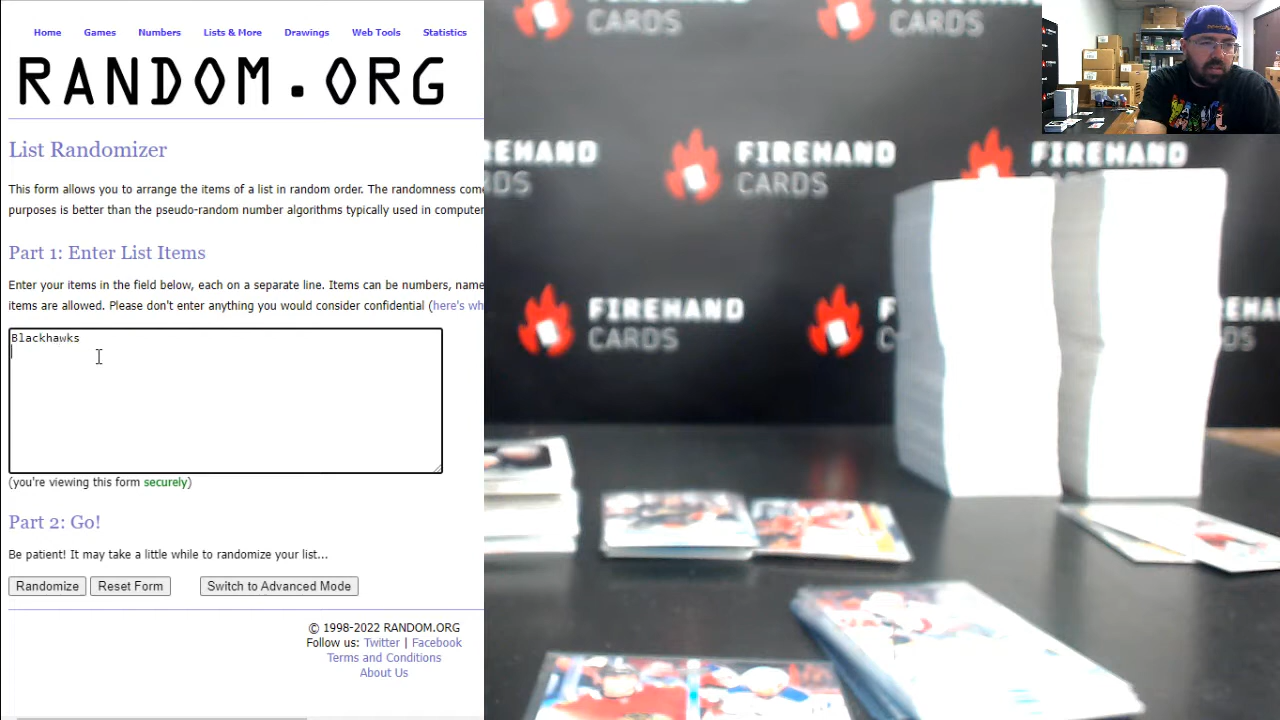 Home Games Numbers Lists & More Drawings Web Tools Statistics
RANDOM.ORG
List Randomizer
This form allows you to arrange the items of a list in random order. The randomness
purposes is better than the pseudo-random number algorithms typically used in
Part 1: Enter List Items
Enter your items in the field below, each on a separate line. Items can be numbers,
items are allowed. Please don't enter anything you would consider confidential (here's
Blackhawks
(you're viewing this form securely)
Part 2: Go!
Be patient! It may take a little while to randomize your list...
Randomize Reset Form Switch to Advanced Mode
© 1998-2022 RANDOM.ORG
Follow us: Twitter | Facebook
Terms and Conditions
About Us
FIREHAND
CARDS
CARDS
FIREHAND
CARDS
FIREHAND
CARDS
FIREHAND
CARDS